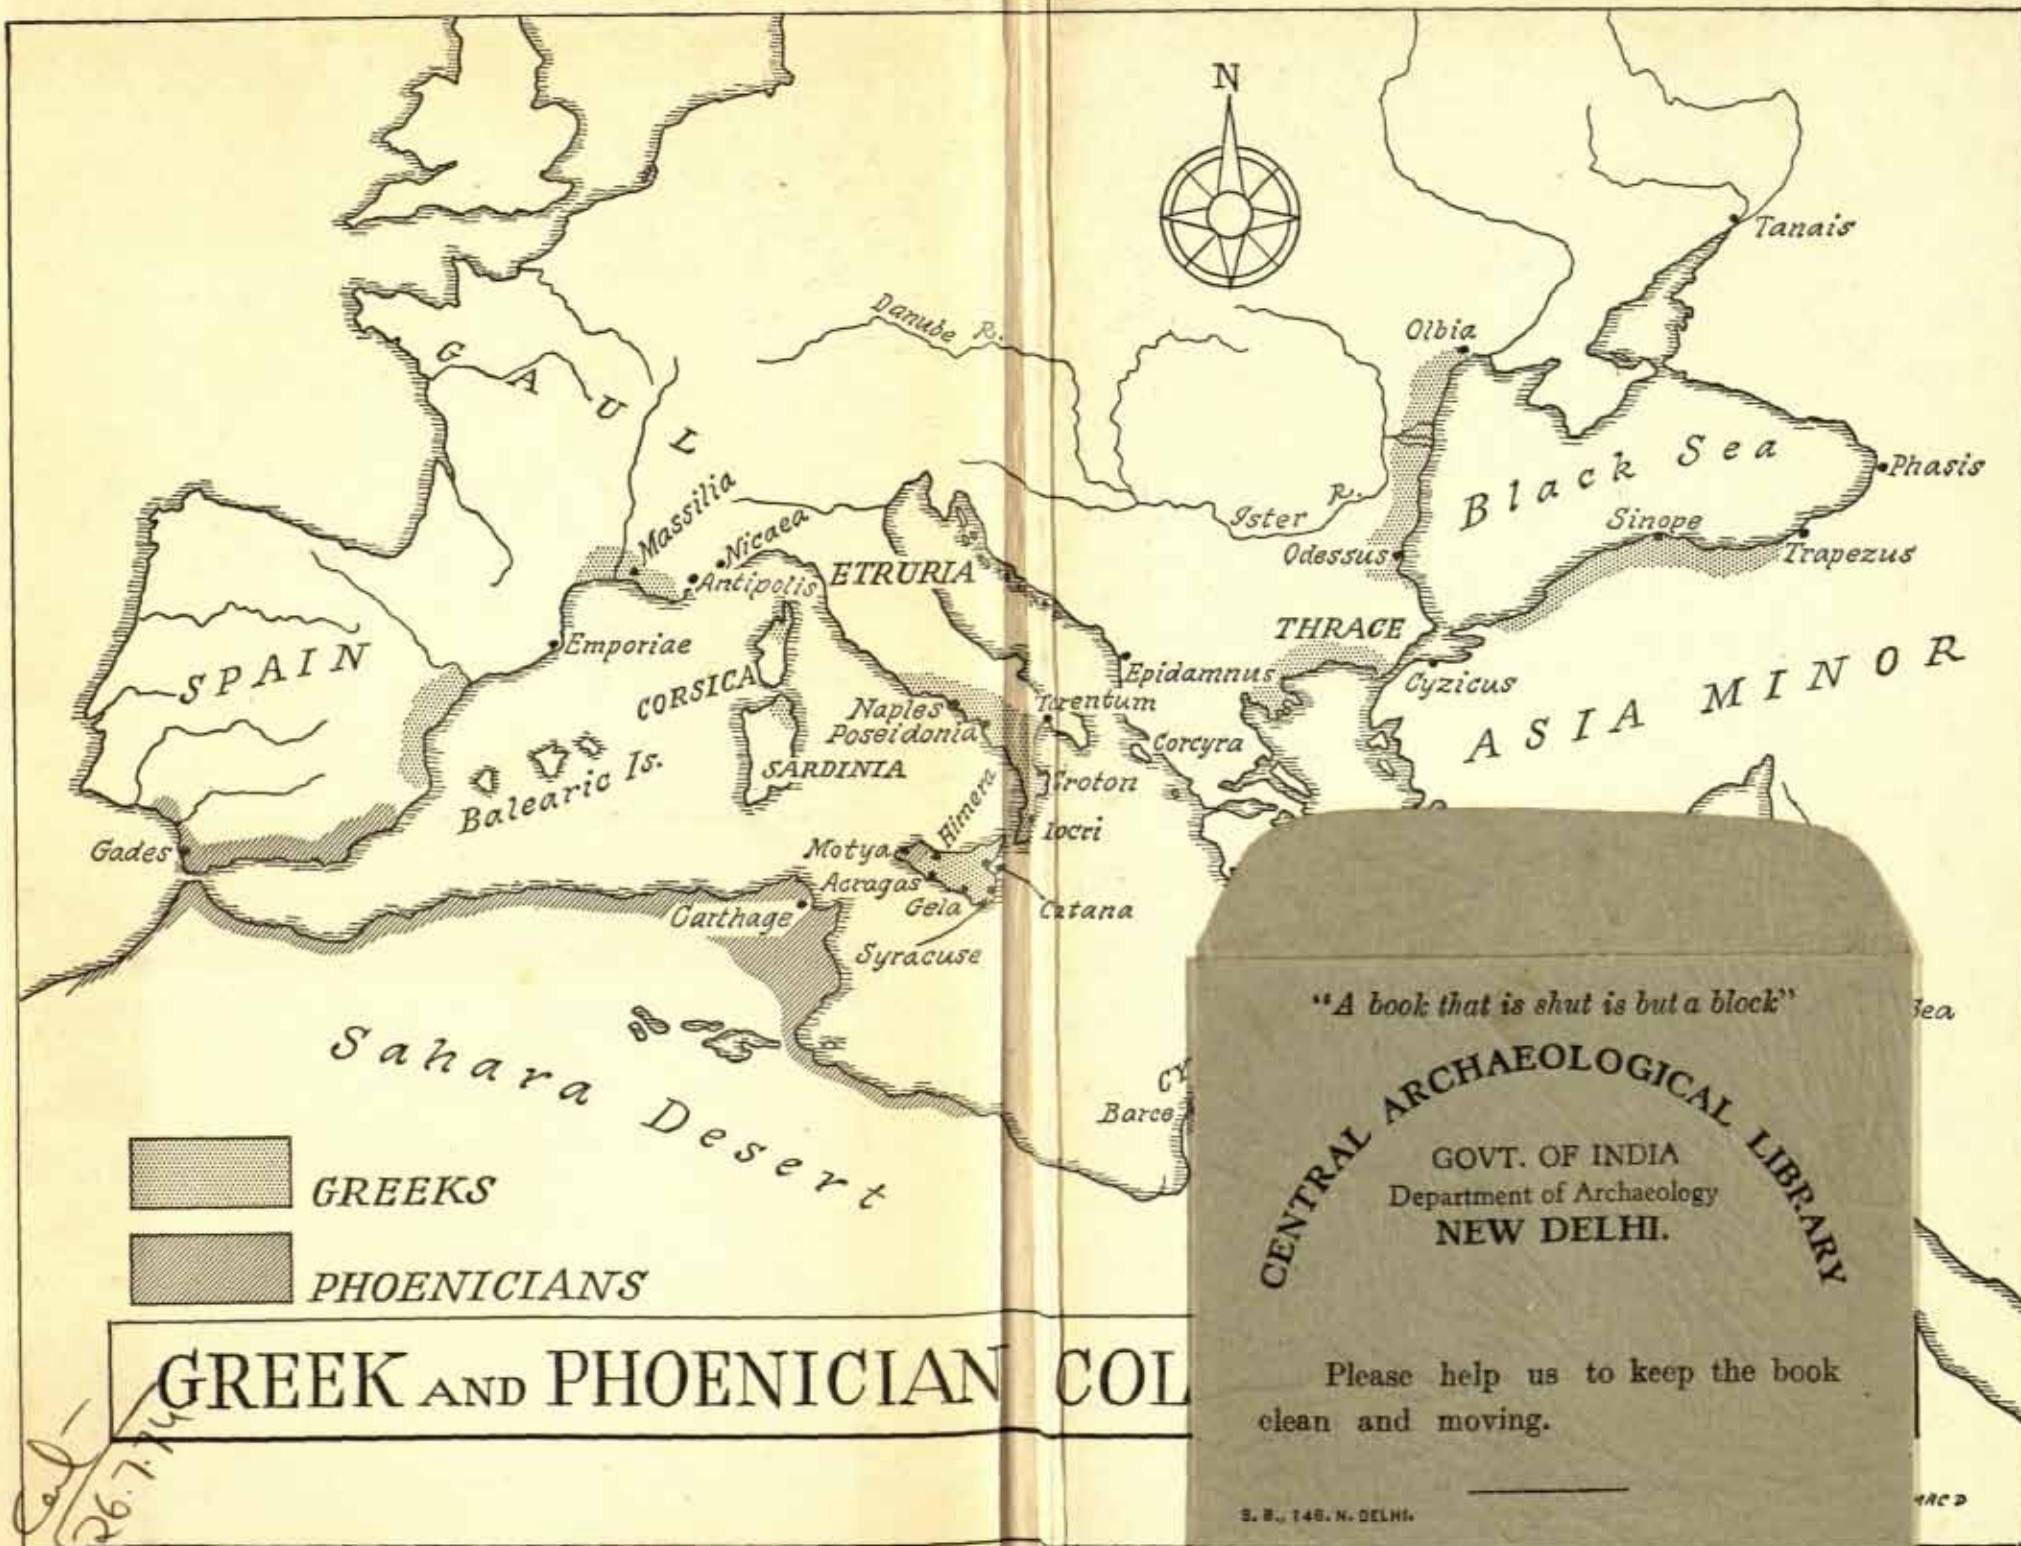 N
Tanais
Danube R.
Olbia
GAUL
Black Sea
Phasis
Massilia
Nicaea
Ister R.
Sinope
Odessus
Trapezus
Antipolis
ETRURIA
Emporiae
THRACE
SPAIN
CORSICA
Epidamnus
Cyzicus
ASIA MINOR
Naples
Tarentum
Poseidonia
Corcyra
Balearic Is.
SARDINIA
Croton
Himera
Gades
Motya
Locri
Acragas
Carthage
Gela
Catana
Syracuse
Sea
Sahara Desert
CY
Barce
GREEKS
PHOENICIANS
GREEK AND PHOENICIAN COL
26.7.74
"A book that is shut is but a block"
CENTRAL ARCHAEOLOGICAL LIBRARY
GOVT. OF INDIA
Department of Archaeology
NEW DELHI.
Please help us to keep the book
clean and moving.
S. B., 148. N. DELHI.